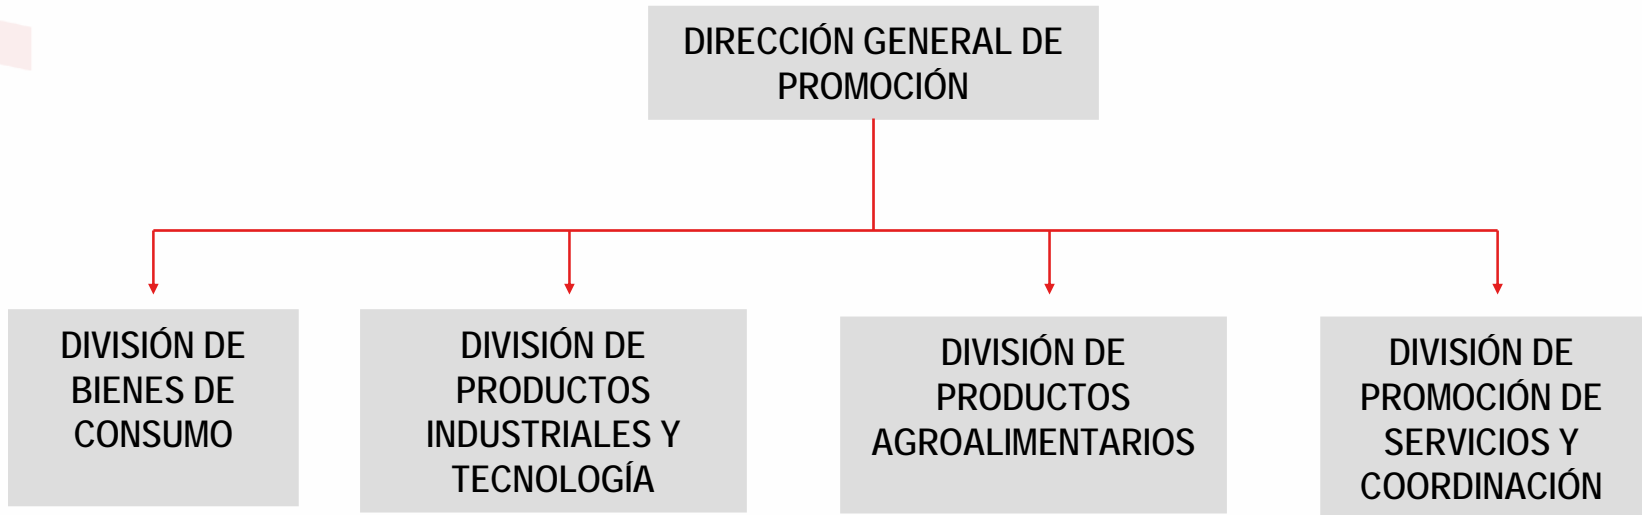 DIRECCIÓN GENERAL DE
PROMOCIÓN
DIVISIÓN DE
BIENES DE
CONSUMO
DIVISIÓN DE
PRODUCTOS
INDUSTRIALES Y
TECNOLOGÍA
DIVISIÓN DE
PRODUCTOS
AGROALIMENTARIOS
DIVISIÓN DE
PROMOCIÓN DE
SERVICIOS Y
COORDINACIÓN